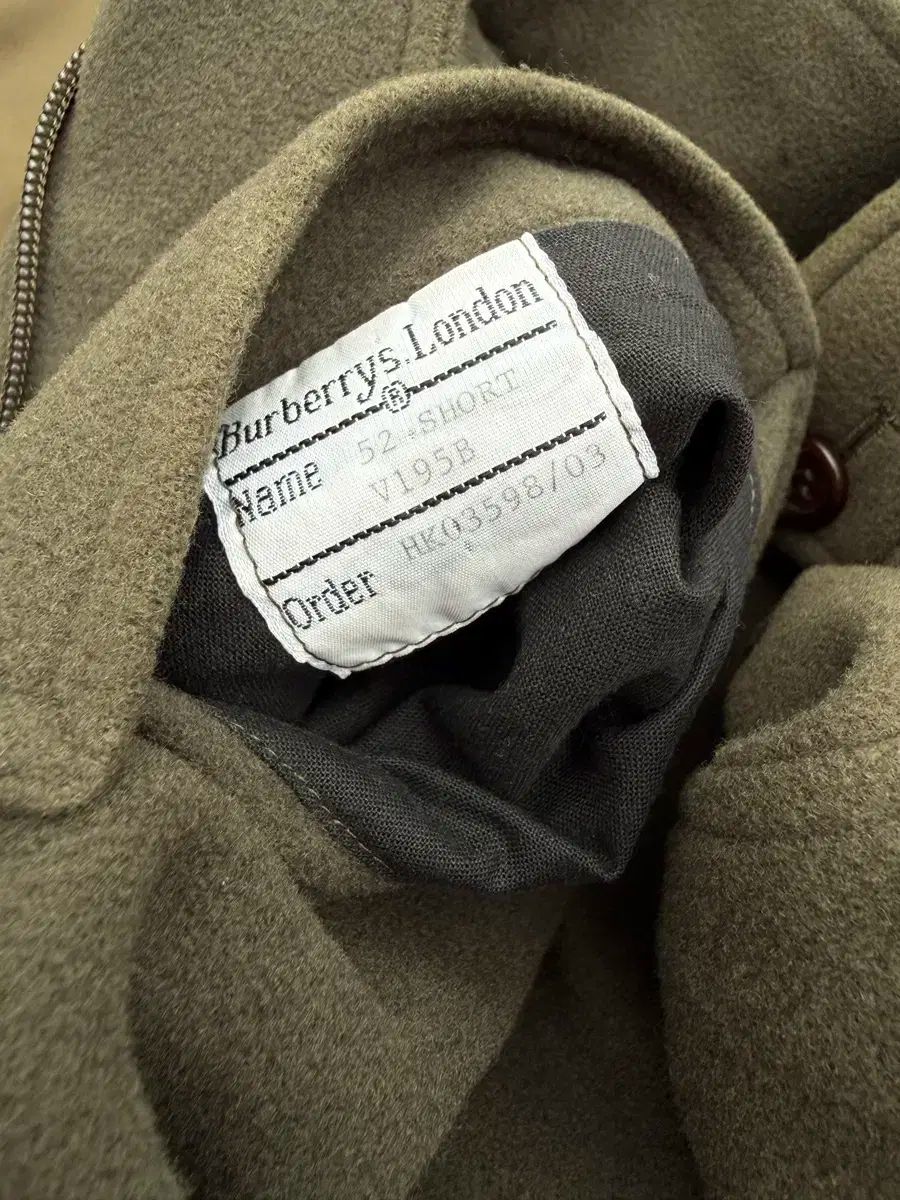 Burberrys. London
®
Name 52 SHORT
V195B
Order HK03598/03